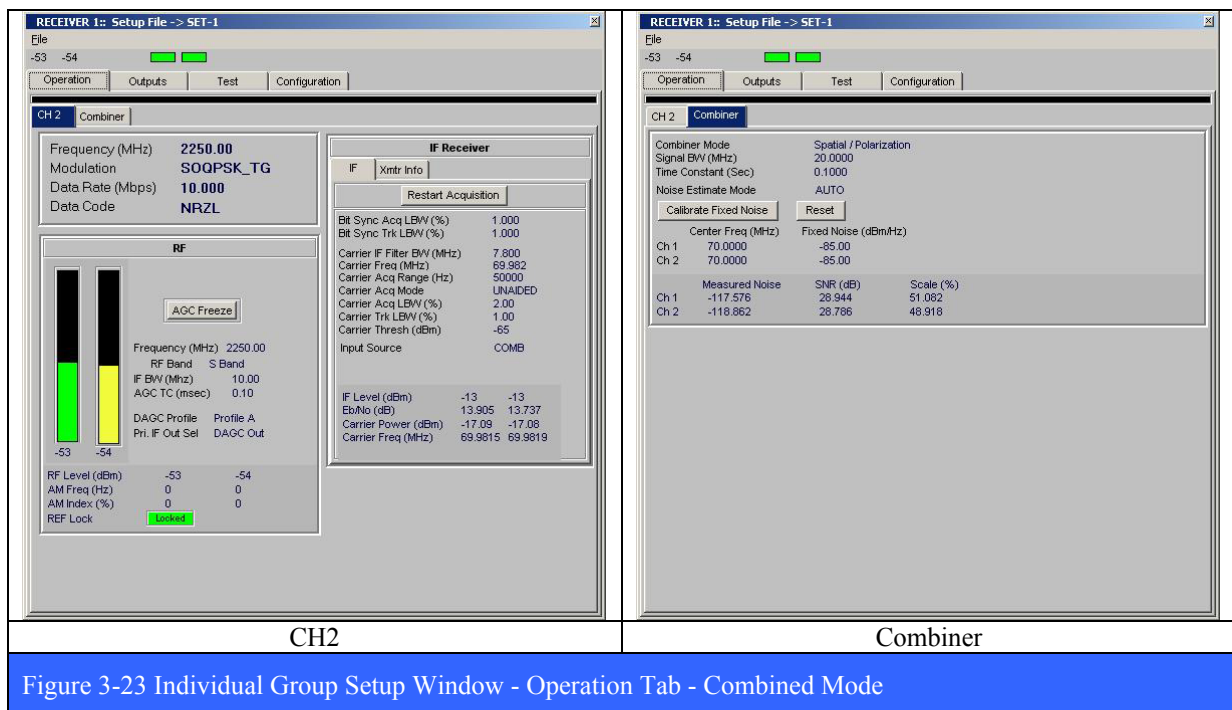 RECEIVER 1:: Setup File -> SET-1
File
-53 -54
Operation Outputs Test Configuration
CH 2 Combiner
Frequency (MHz) 2250.00
Modulation SOQPSK_TG
Data Rate (Mbps) 10.000
Data Code NRZL
RF
AGC Freeze
Frequency (MHz) 2250.00
RF Band S Band
IF BW (Mhz) 10.00
AGC TC (msec) 0.10
DAGC Profile Profile A
Pri. IF Out Sel DAGC Out
-53 -54
RF Level (dBm) -53 -54
AM Freq (Hz) 0 0
AM Index (%) 0 0
REF Lock Locked
IF Receiver
IF Xmtr Info
Restart Acquisition
Bit Sync Acq LBW (%) 1.000
Bit Sync Trk LBW (%) 1.000
Carrier IF Filter BW (MHz) 7.800
Carrier Freq (MHz) 69.982
Carrier Acq Range (Hz) 50000
Carrier Acq Mode UNAIDED
Carrier Acq LBW (%) 2.00
Carrier Trk LBW (%) 1.00
Carrier Thresh (dBm) -65
Input Source COMB
IF Level (dBm) -13 -13
Eb/No (dB) 13.905 13.737
Carrier Power (dBm) -17.09 -17.08
Carrier Freq (MHz) 69.9815 69.9819
CH2
RECEIVER 1:: Setup File -> SET-1
File
-53 -54
Operation Outputs Test Configuration
CH 2 Combiner
Combiner Mode Spatial / Polarization
Signal BW (MHz) 20.0000
Time Constant (Sec) 0.1000
Noise Estimate Mode AUTO
Calibrate Fixed Noise Reset
Center Freq (MHz) Fixed Noise (dBm/Hz)
Ch 1 70.0000 -85.00
Ch 2 70.0000 -85.00
Measured Noise SNR (dB) Scale (%)
Ch 1 -117.576 28.944 51.082
Ch 2 -118.862 28.786 48.918
Combiner
Figure 3-23 Individual Group Setup Window - Operation Tab - Combined Mode